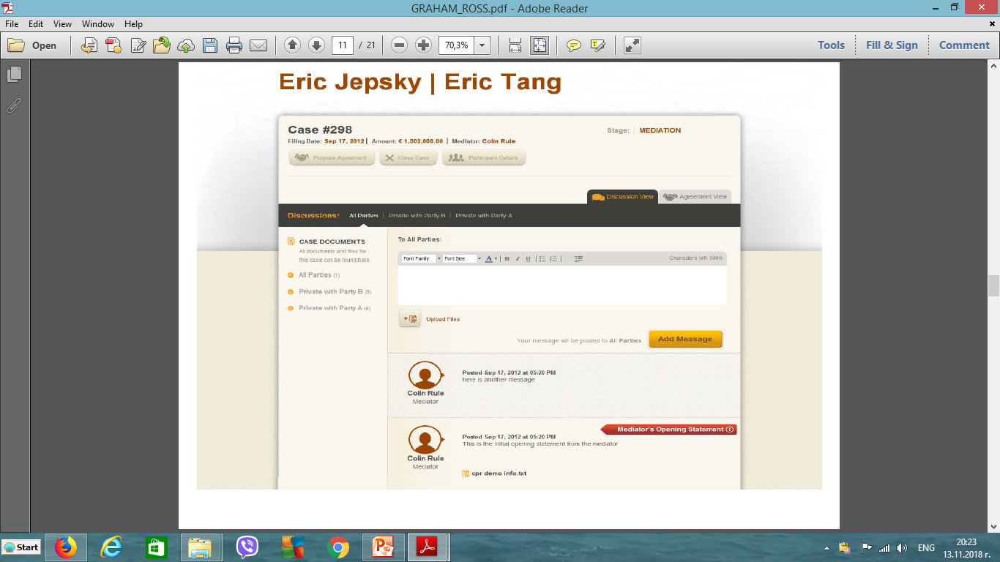 GRAHAM_ROSS.pdf - Adobe Reader
File Edit View Window Help
Open 11 / 21 70,3% Tools Fill & Sign Comment
Eric Jepsky | Eric Tang
Case #298
Filing Date: Sep 17, 2012 | Amount: € 1,302,608.00 | Mediator: Colin Rule
Stage: MEDIATION
Propose Agreement Close Case Participant Details
Discussion View Agreement View
Discussions: All Parties | Private with Party B | Private with Party A
CASE DOCUMENTS
All documents and files for
this case can be found here.
All Parties (1)
Private with Party B (0)
Private with Party A (0)
To All Parties:
Font Family Font Size A B I U Characters left: 5000
Upload Files
Your message will be posted to All Parties Add Message
Posted Sep 17, 2012 at 05:20 PM
here is another message
Colin Rule
Mediator
Mediator's Opening Statement
Posted Sep 17, 2012 at 05:20 PM
This is the initial opening statement from the mediator
Colin Rule
Mediator
cpr demo info.txt
Start ENG 20:23
13.11.2018 г.